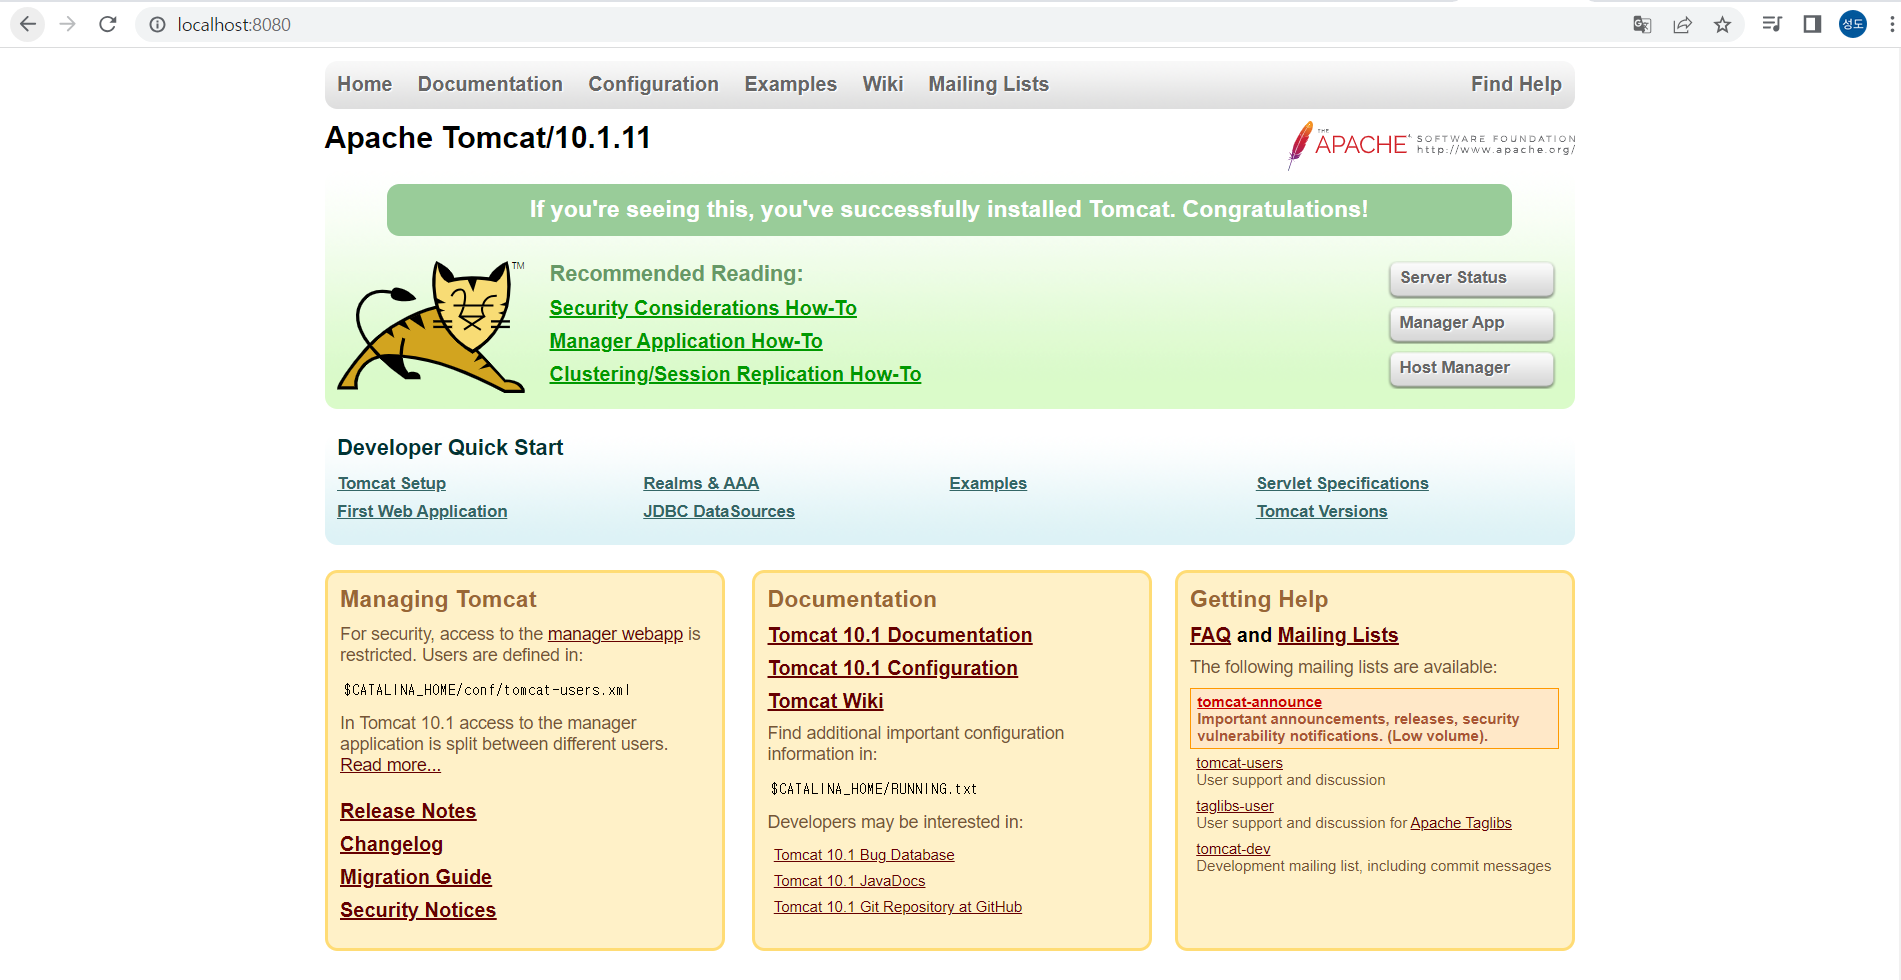 localhost:8080
성도
Home Documentation Configuration Examples Wiki Mailing Lists Find Help
Apache Tomcat/10.1.11
THE APACHE SOFTWARE FOUNDATION
http://www.apache.org/
If you're seeing this, you've successfully installed Tomcat. Congratulations!
TM
Recommended Reading:
Security Considerations How-To
Manager Application How-To
Clustering/Session Replication How-To
Server Status
Manager App
Host Manager
Developer Quick Start
Tomcat Setup
First Web Application
Realms & AAA
JDBC DataSources
Examples
Servlet Specifications
Tomcat Versions
Managing Tomcat
For security, access to the manager webapp is
restricted. Users are defined in:
$CATALINA_HOME/conf/tomcat-users.xml
In Tomcat 10.1 access to the manager
application is split between different users.
Read more...
Release Notes
Changelog
Migration Guide
Security Notices
Documentation
Tomcat 10.1 Documentation
Tomcat 10.1 Configuration
Tomcat Wiki
Find additional important configuration
information in:
$CATALINA_HOME/RUNNING.txt
Developers may be interested in:
Tomcat 10.1 Bug Database
Tomcat 10.1 JavaDocs
Tomcat 10.1 Git Repository at GitHub
Getting Help
FAQ and Mailing Lists
The following mailing lists are available:
tomcat-announce
Important announcements, releases, security
vulnerability notifications. (Low volume).
tomcat-users
User support and discussion
taglibs-user
User support and discussion for Apache Taglibs
tomcat-dev
Development mailing list, including commit messages